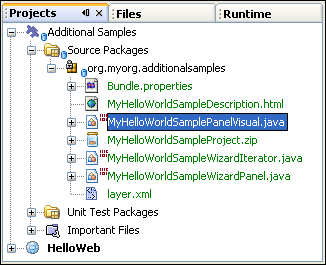 Projects Files Runtime
Additional Samples
Source Packages
org.myorg.additionalsamples
Bundle.properties
MyHelloWorldSampleDescription.html
MyHelloWorldSamplePanelVisual.java
MyHelloWorldSampleProject.zip
MyHelloWorldSampleWizardIterator.java
MyHelloWorldSampleWizardPanel.java
layer.xml
Unit Test Packages
Important Files
HelloWeb